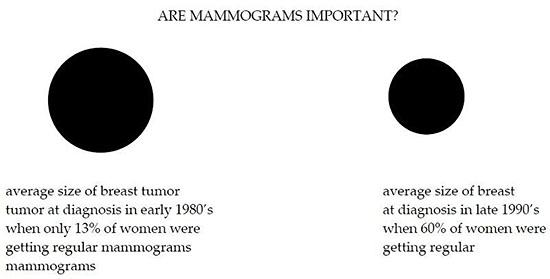 ARE MAMMOGRAMS IMPORTANT?
average size of breast tumor
tumor at diagnosis in early 1980's
when only 13% of women were
getting regular mammograms
mammograms
average size of breast
at diagnosis in late 1990's
when 60% of women were
getting regular